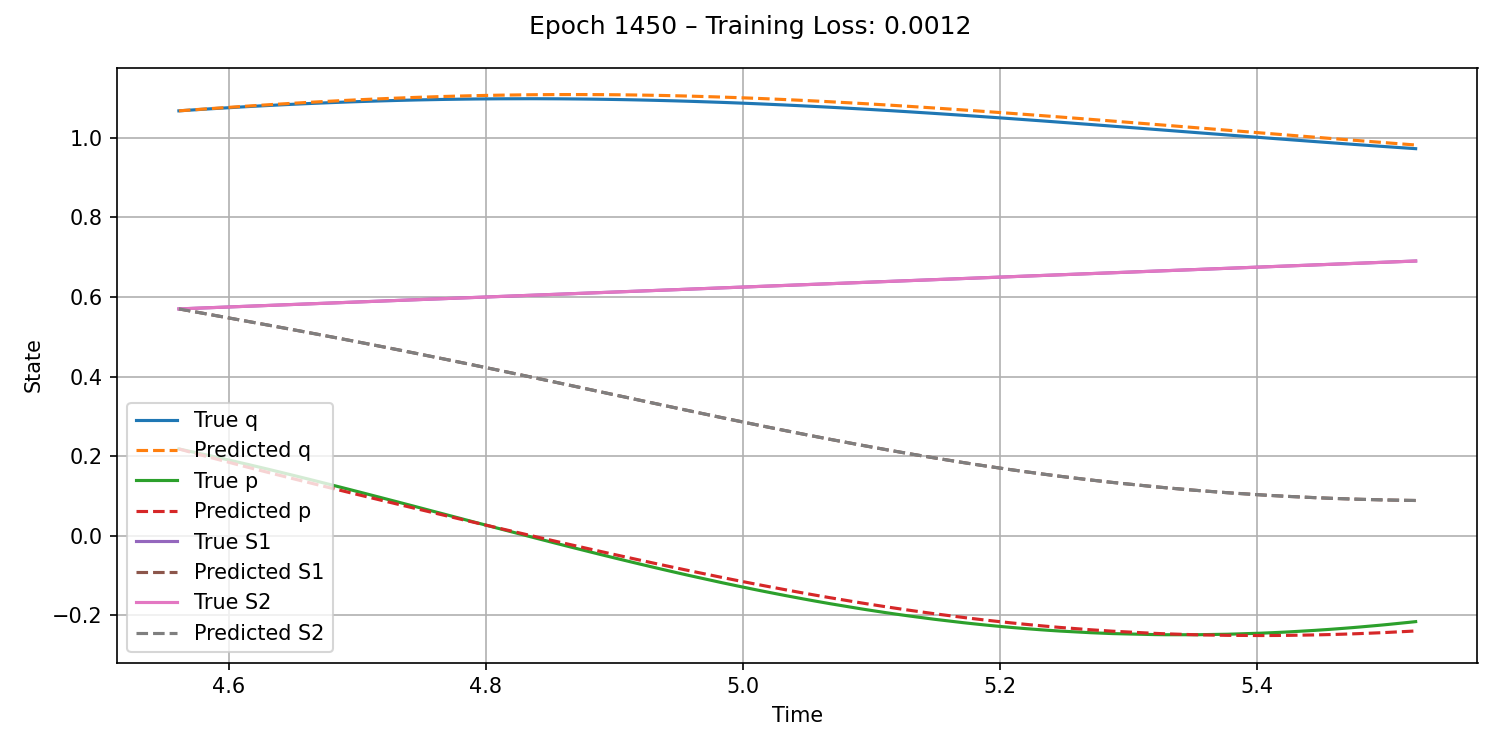 Epoch 1450 – Training Loss: 0.0012
1.0
0.8
0.6
0.4
0.2
0.0
−0.2
State
True q
Predicted q
True p
Predicted p
True S1
Predicted S1
True S2
Predicted S2
4.6 4.8 5.0 5.2 5.4
Time